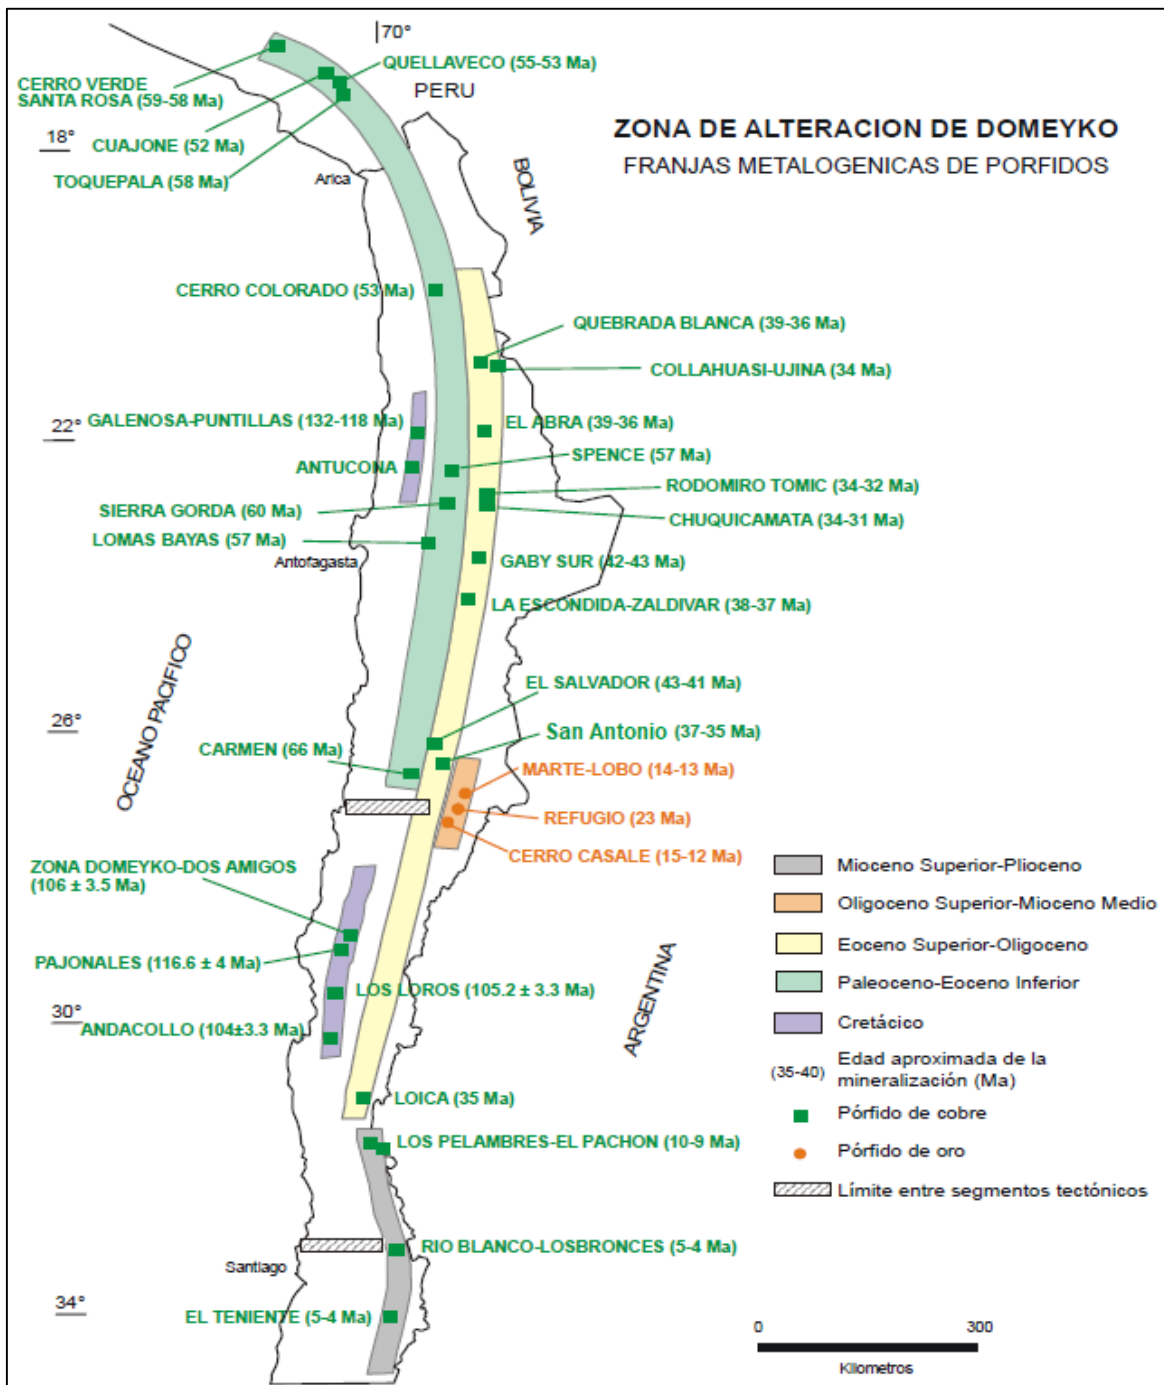 70°
QUELLAVECO (55-53 Ma)
CERRO VERDE
SANTA ROSA (59-58 Ma)
PERU
ZONA DE ALTERACION DE DOMEYKO
FRANJAS METALOGENICAS DE PORFIDOS
18°
CUAJONE (52 Ma)
TOQUEPALA (58 Ma)
Arica
BOLIVIA
CERRO COLORADO (53 Ma)
QUEBRADA BLANCA (39-36 Ma)
COLLAHUASI-UJINA (34 Ma)
GALENOSA-PUNTILLAS (132-118 Ma)
22°
EL ABRA (39-36 Ma)
ANTUCONA
SPENCE (57 Ma)
RODOMIRO TOMIC (34-32 Ma)
SIERRA GORDA (60 Ma)
CHUQUICAMATA (34-31 Ma)
LOMAS BAYAS (57 Ma)
Antofagasta
GABY SUR (42-43 Ma)
LA ESCONDIDA-ZALDIVAR (38-37 Ma)
OCEANO PACIFICO
EL SALVADOR (43-41 Ma)
26°
San Antonio (37-35 Ma)
CARMEN (66 Ma)
MARTE-LOBO (14-13 Ma)
REFUGIO (23 Ma)
CERRO CASALE (15-12 Ma)
ZONA DOMEYKO-DOS AMIGOS
(106 ± 3.5 Ma)
PAJONALES (116.6 ± 4 Ma)
LOS LOROS (105.2 ± 3.3 Ma)
ARGENTINA
30°
ANDACOLLO (104±3.3 Ma)
LOICA (35 Ma)
LOS PELAMBRES-EL PACHON (10-9 Ma)
RIO BLANCO-LOSBRONCES (5-4 Ma)
Santiago
34°
EL TENIENTE (5-4 Ma)
Mioceno Superior-Plioceno
Oligoceno Superior-Mioceno Medio
Eoceno Superior-Oligoceno
Paleoceno-Eoceno Inferior
Cretácico
(35-40) Edad aproximada de la
mineralización (Ma)
Pórfido de cobre
Pórfido de oro
Límite entre segmentos tectónicos
0 300
Kilometros